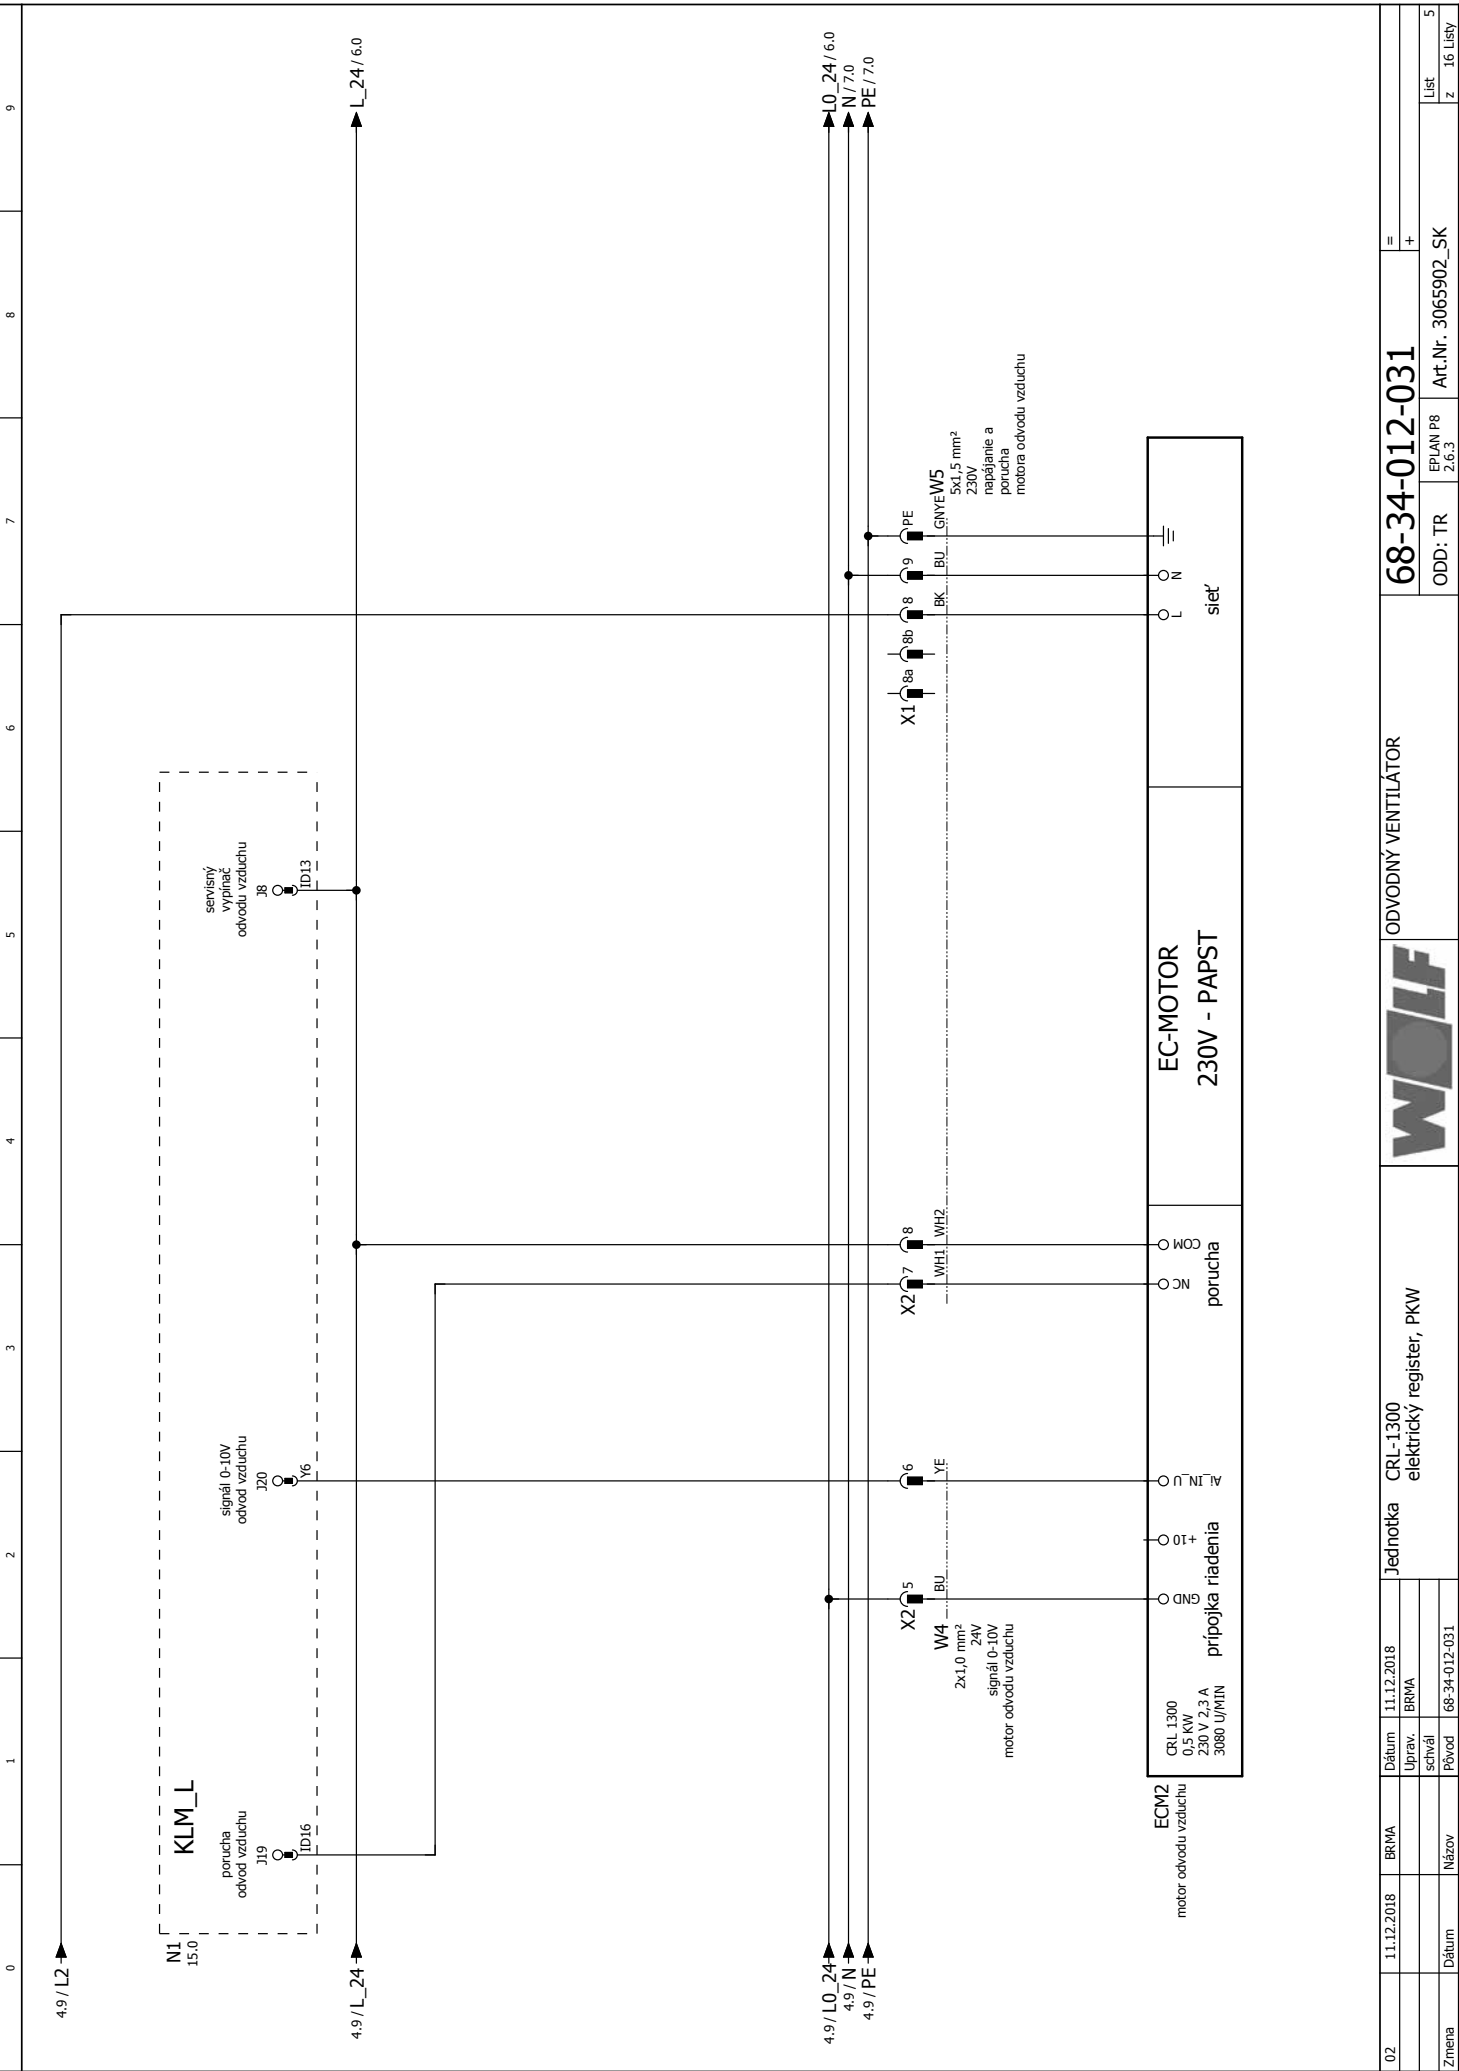 0 1 2 3 4 5 6 7 8 9
4.9 / L2
N1
15.0
KLM_L
porucha
odvod vzduchu
J19
ID16
signál 0-10V
odvod vzduchu
J20
Y6
servisný
vypínač
odvodu vzduchu
J8
ID13
4.9 / L_24
L_24 / 6.0
4.9 / L0_24
4.9 / N
4.9 / PE
L0_24 / 6.0
N / 7.0
PE / 7.0
X2 5
6
X2 7
8
X1 8a
8b
8
9
PE
W4
BU
YE
WH1
WH2
BK
BU
GNYE
W5
2x1,0 mm²
24V
signál 0-10V
motor odvodu vzduchu
5x1,5 mm²
230V
napájanie a
porucha
motora odvodu vzduchu
ECM2
motor odvodu vzduchu
CRL 1300
0,5 KW
230 V 2,3 A
3080 U/MIN
GND
+10
Ai_IN_U
prípojka riadenia
NC
COM
porucha
EC-MOTOR
230V - PAPST
L
N
sieť
02
11.12.2018
BRMA
Zmena
Dátum
Názov
Dátum
11.12.2018
Uprav.
BRMA
schvál
Pôvod
68-34-012-031
Jednotka
CRL-1300
elektrický register, PKW
WOLF
ODVODNÝ VENTILÁTOR
68-34-012-031
ODD: TR
EPLAN P8
2.6.3
Art.Nr. 3065902_SK
=
+
List 5
z 16 Listy